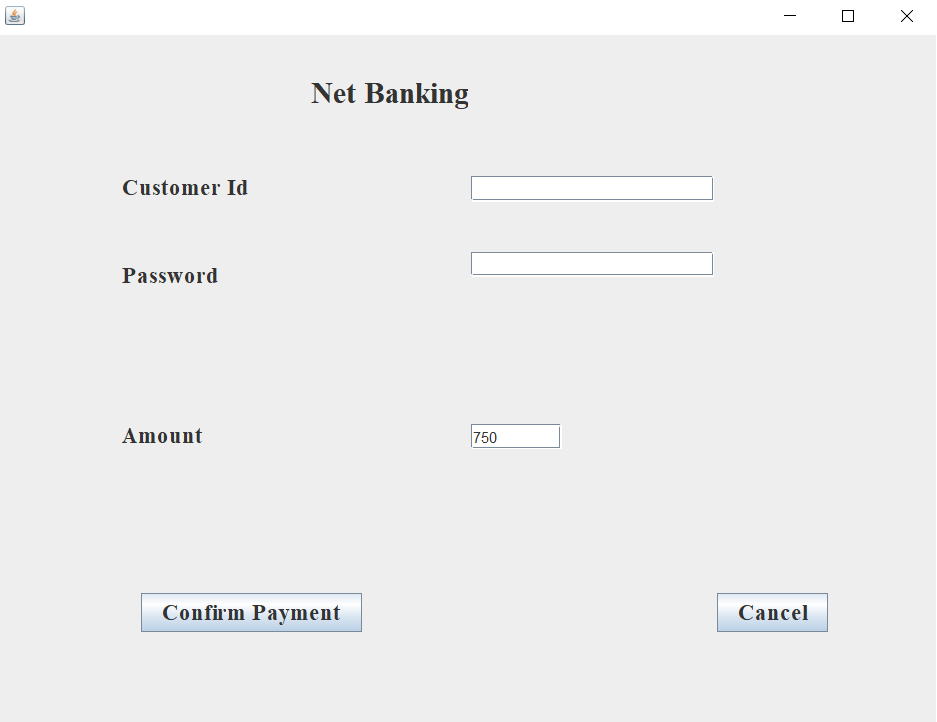 Net Banking
Customer Id
Password
Amount
750
Confirm Payment
Cancel